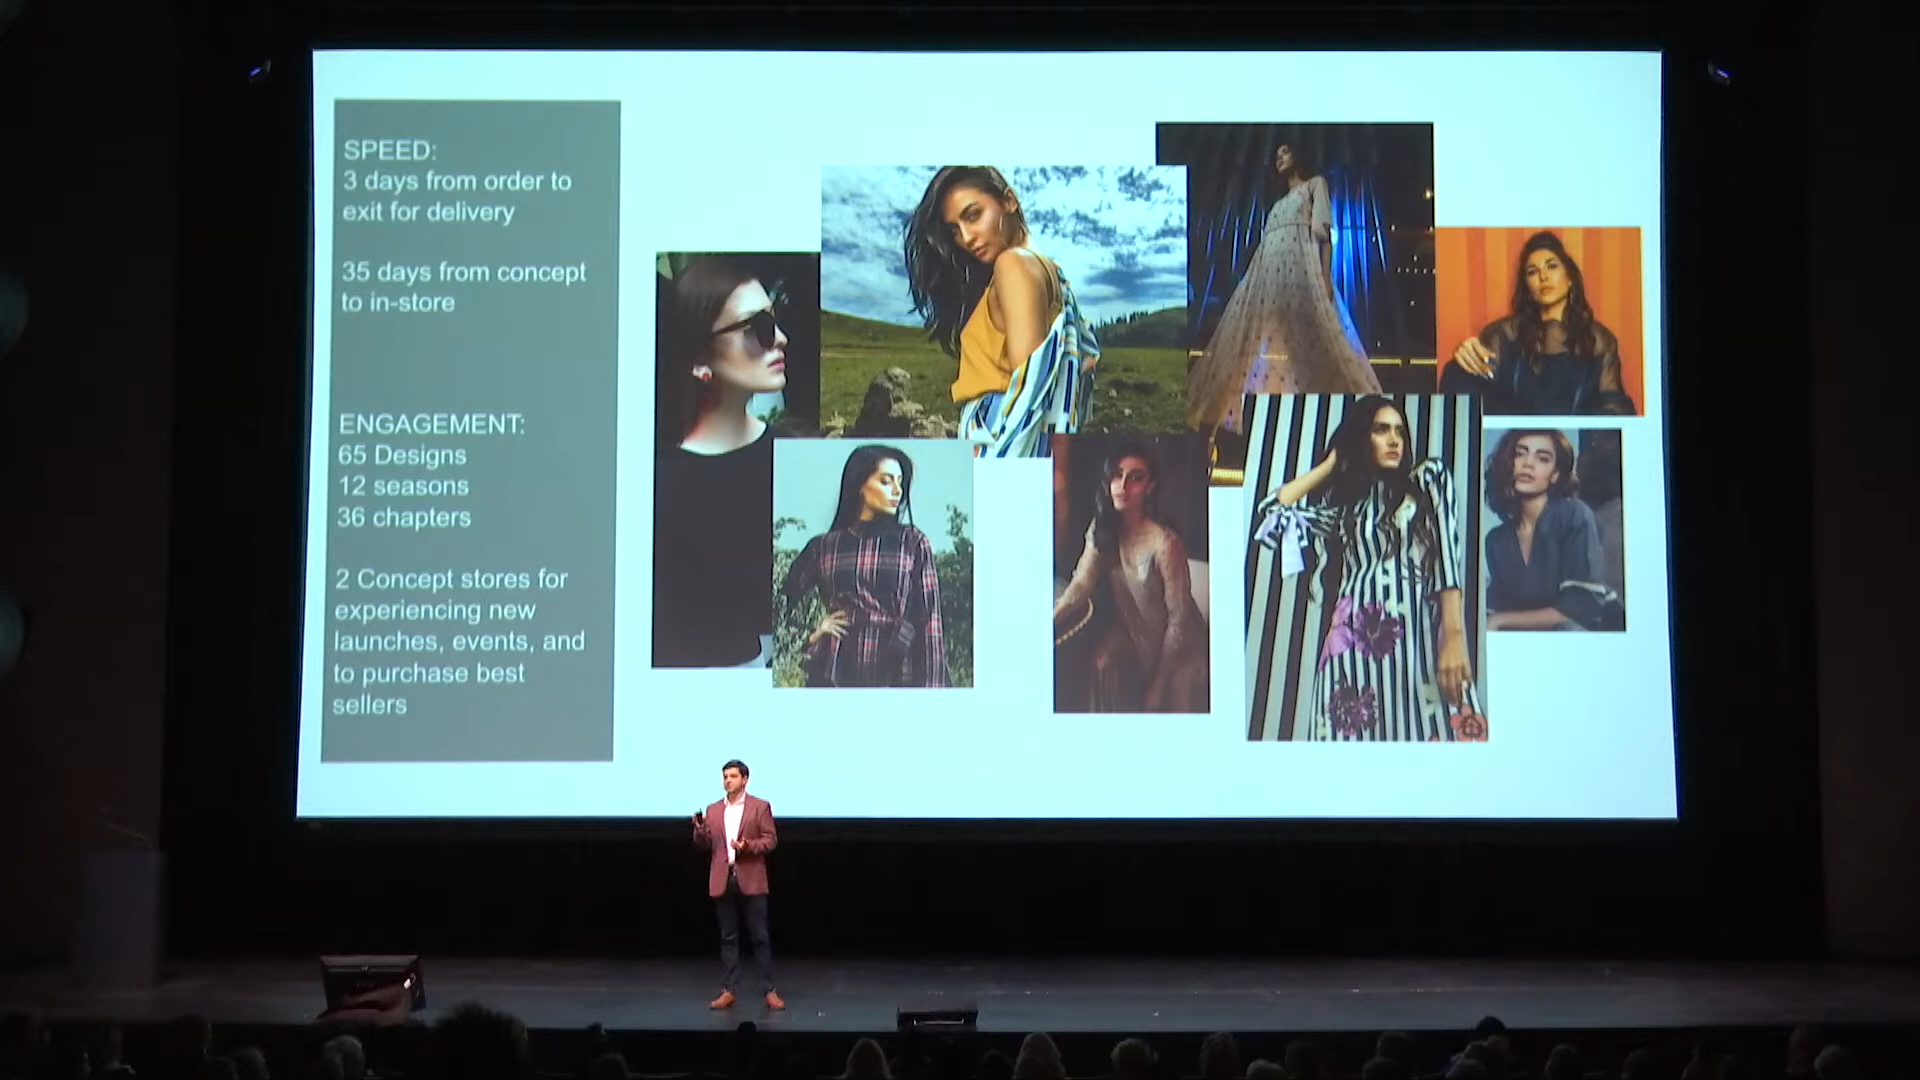 SPEED:
3 days from order to
exit for delivery
35 days from concept
to in-store
ENGAGEMENT:
65 Designs
12 seasons
36 chapters
2 Concept stores for
experiencing new
launches, events, and
to purchase best
sellers